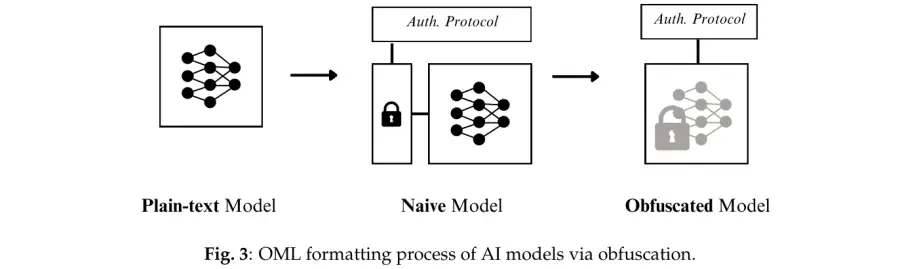 Auth. Protocol
Auth. Protocol
Plain-text Model
Naive Model
Obfuscated Model
Fig. 3: OML formatting process of AI models via obfuscation.